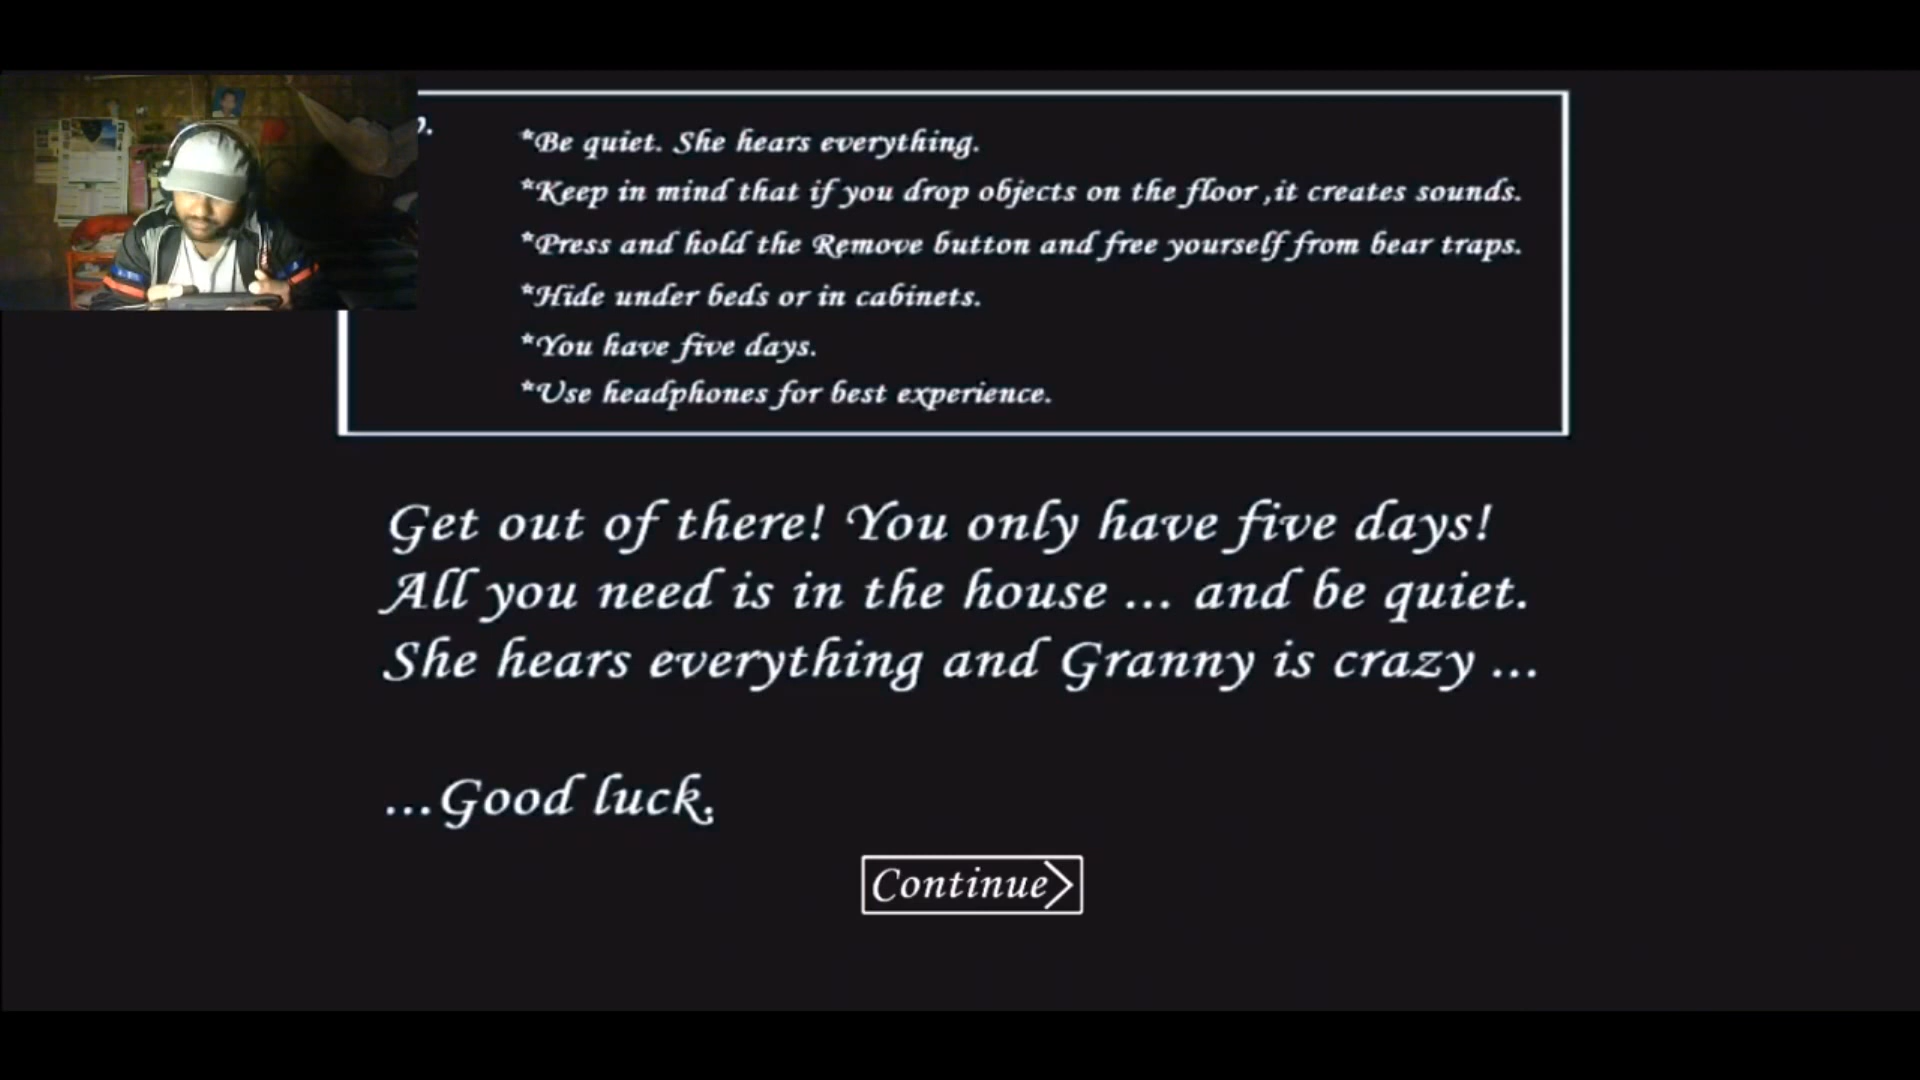 *Be quiet. She hears everything.
*Keep in mind that if you drop objects on the floor ,it creates sounds.
*Press and hold the Remove button and free yourself from bear traps.
*Hide under beds or in cabinets.
*You have five days.
*Use headphones for best experience.
Get out of there! You only have five days!
All you need is in the house ... and be quiet.
She hears everything and Granny is crazy ...
...Good luck.
Continue